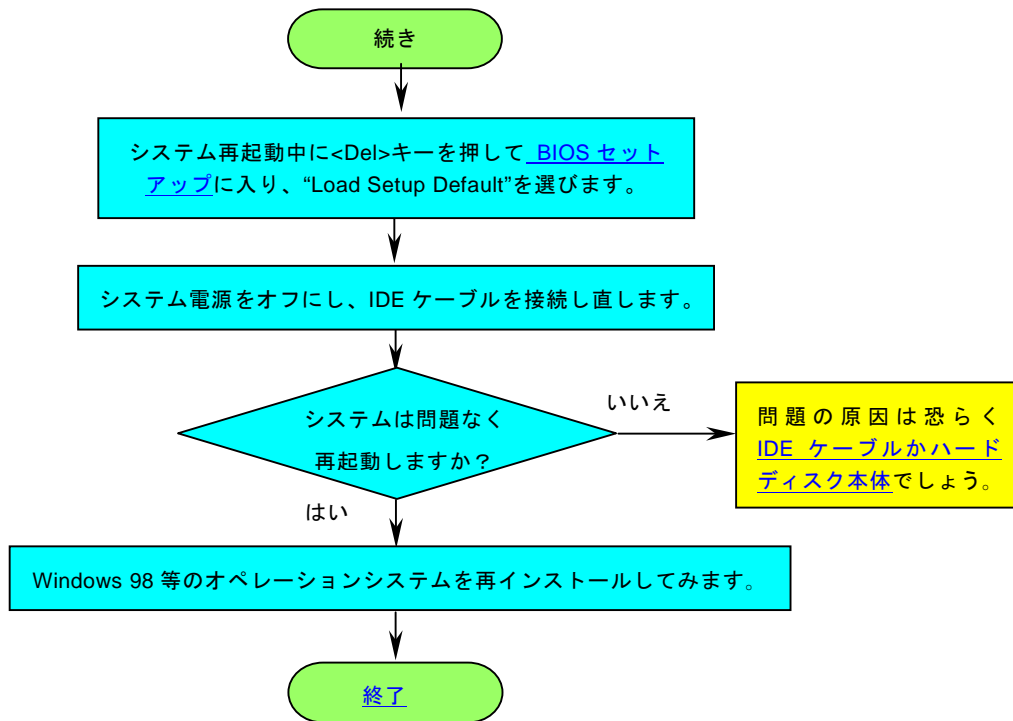 続き
システム再起動中に<Del>キーを押して BIOS セット
アップに入り、“Load Setup Default”を選びます。
システム電源をオフにし、IDE ケーブルを接続し直します。
システムは問題なく
再起動しますか？
いいえ
問題の原因は恐らく
IDE ケーブルかハード
ディスク本体でしょう。
はい
Windows 98 等のオペレーションシステムを再インストールしてみます。
終了